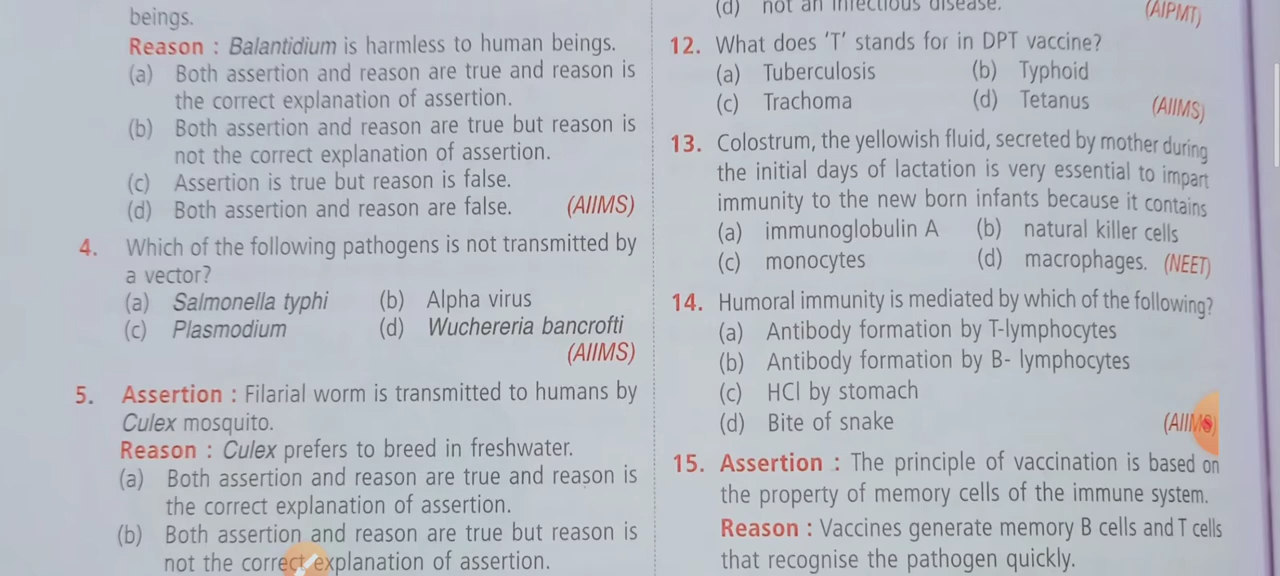 beings.
Reason : Balantidium is harmless to human beings.
(a) Both assertion and reason are true and reason is
the correct explanation of assertion.
(b) Both assertion and reason are true but reason is
not the correct explanation of assertion.
(c) Assertion is true but reason is false.
(d) Both assertion and reason are false. (AIIMS)
4. Which of the following pathogens is not transmitted by
a vector?
(a) Salmonella typhi (b) Alpha virus
(c) Plasmodium (d) Wuchereria bancrofti
(AIIMS)
5. Assertion : Filarial worm is transmitted to humans by
Culex mosquito.
Reason : Culex prefers to breed in freshwater.
(a) Both assertion and reason are true and reason is
the correct explanation of assertion.
(b) Both assertion and reason are true but reason is
not the correct explanation of assertion.
(d) not an infectious disease.
(AIPMT)
12. What does 'T' stands for in DPT vaccine?
(a) Tuberculosis (b) Typhoid
(c) Trachoma (d) Tetanus (AIIMS)
13. Colostrum, the yellowish fluid, secreted by mother during
the initial days of lactation is very essential to impart
immunity to the new born infants because it contains
(a) immunoglobulin A (b) natural killer cells
(c) monocytes (d) macrophages. (NEET)
14. Humoral immunity is mediated by which of the following?
(a) Antibody formation by T-lymphocytes
(b) Antibody formation by B- lymphocytes
(c) HCl by stomach
(d) Bite of snake (AIIMS)
15. Assertion : The principle of vaccination is based on
the property of memory cells of the immune system.
Reason : Vaccines generate memory B cells and T cells
that recognise the pathogen quickly.